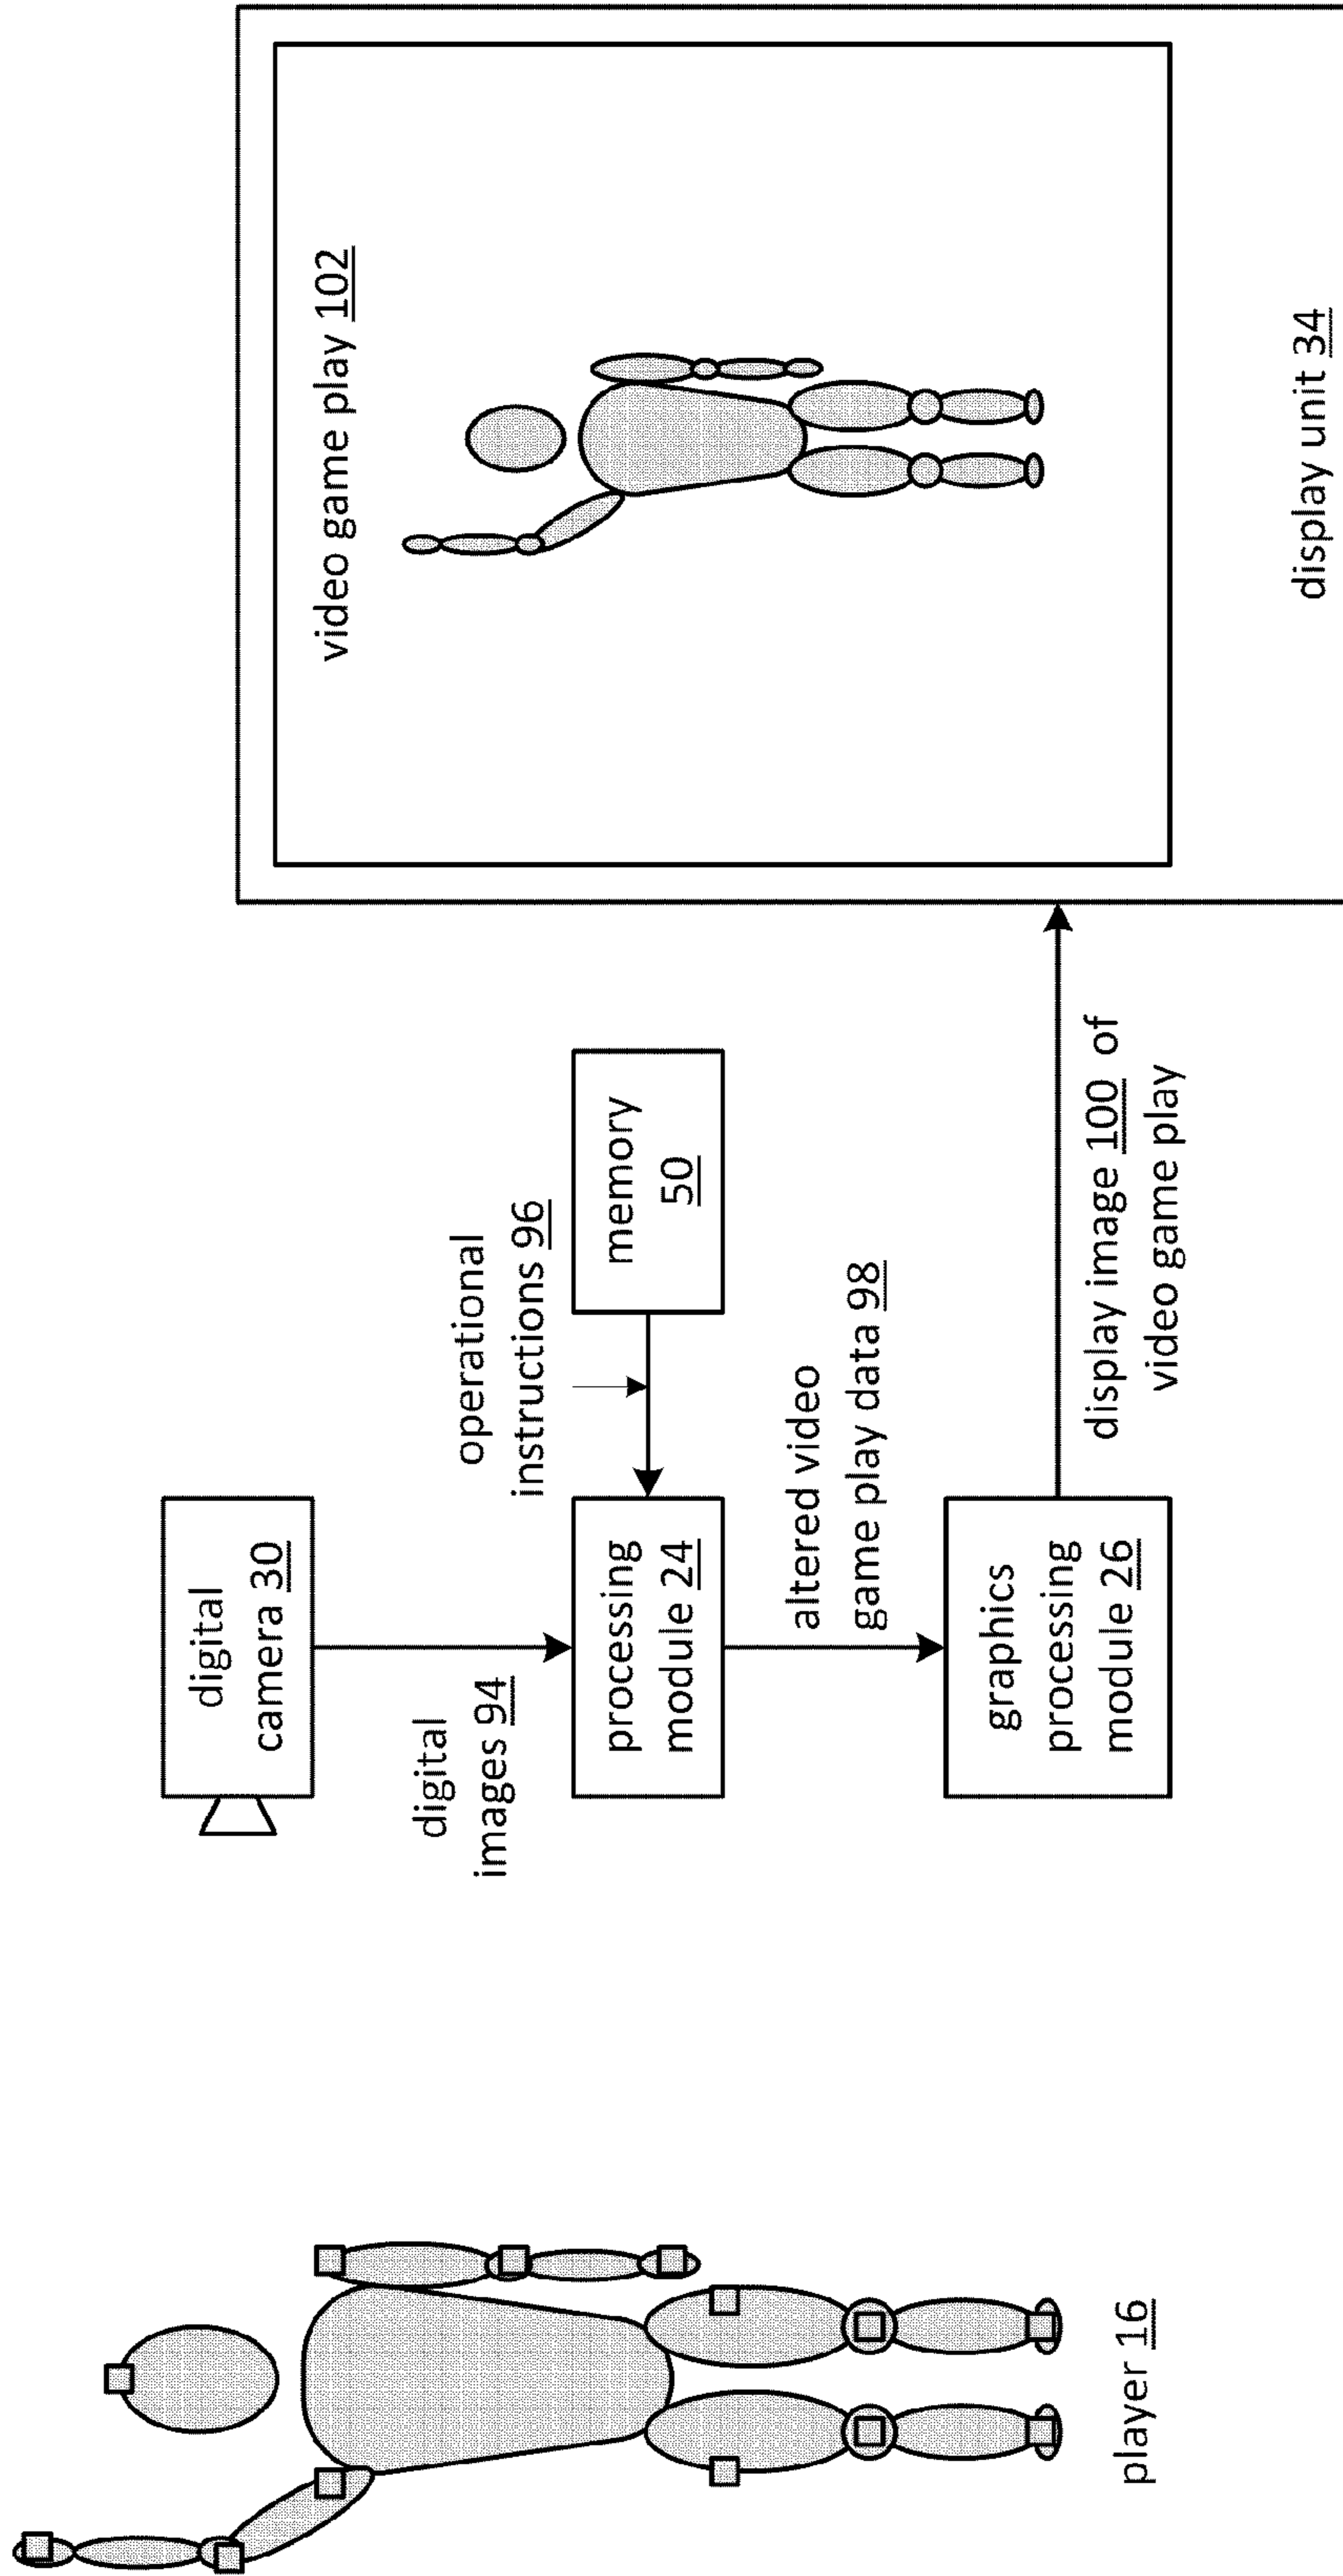 player 16
digital
camera 30
digital
images 94
operational
instructions 96
processing
module 24
memory
50
altered video
game play data 98
graphics
processing
module 26
display image 100 of
video game play
video game play 102
display unit 34